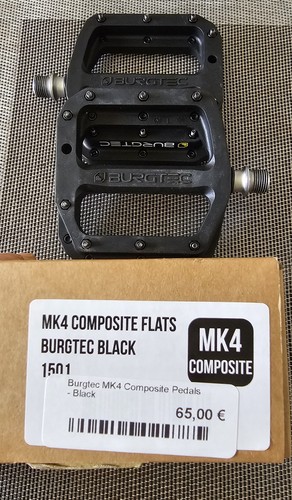 BURGTEC
BURGTEC
BURGTEC
MK4 COMPOSITE FLATS
BURGTEC BLACK
1501
MK4
COMPOSITE
Burgtec MK4 Composite Pedals
- Black
65,00 €